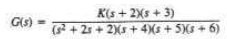 G(s) = K(s + 2)(s + 3) / (s² + 2s + 2)(s + 4)(s + 5)(s + 6)